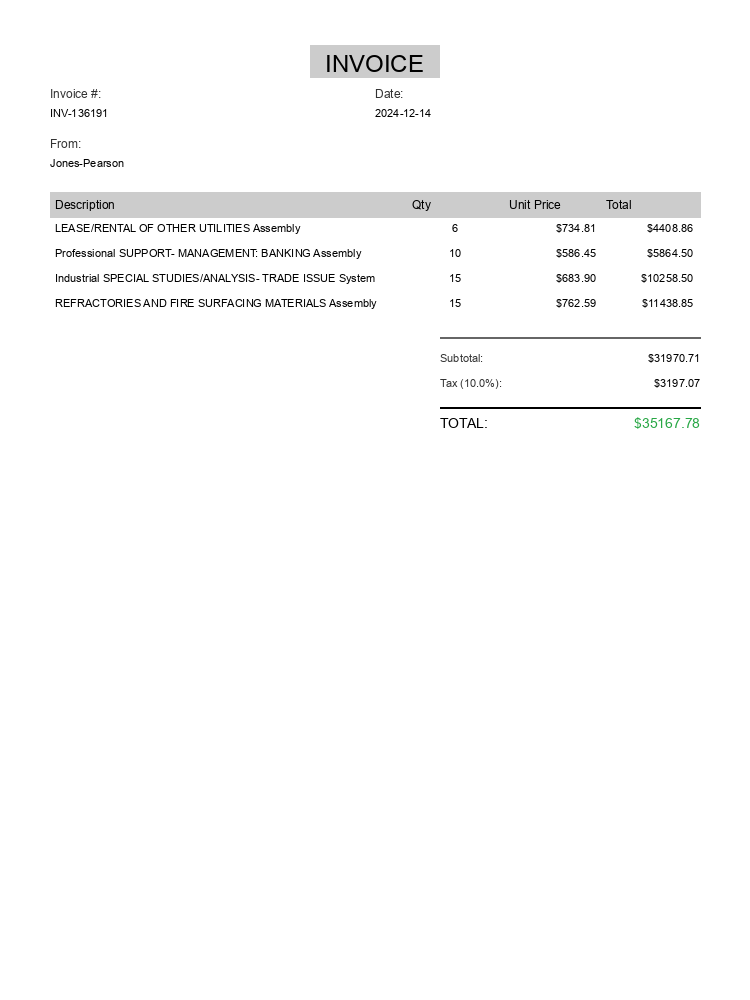 INVOICE
Invoice #: Date:
INV-136191 2024-12-14
From:
Jones-Pearson
Description Qty Unit Price Total
LEASE/RENTAL OF OTHER UTILITIES Assembly 6 $734.81 $4408.86
Professional SUPPORT- MANAGEMENT: BANKING Assembly 10 $586.45 $5864.50
Industrial SPECIAL STUDIES/ANALYSIS- TRADE ISSUE System 15 $683.90 $10258.50
REFRACTORIES AND FIRE SURFACING MATERIALS Assembly 15 $762.59 $11438.85
Subtotal: $31970.71
Tax (10.0%): $3197.07
TOTAL: $35167.78